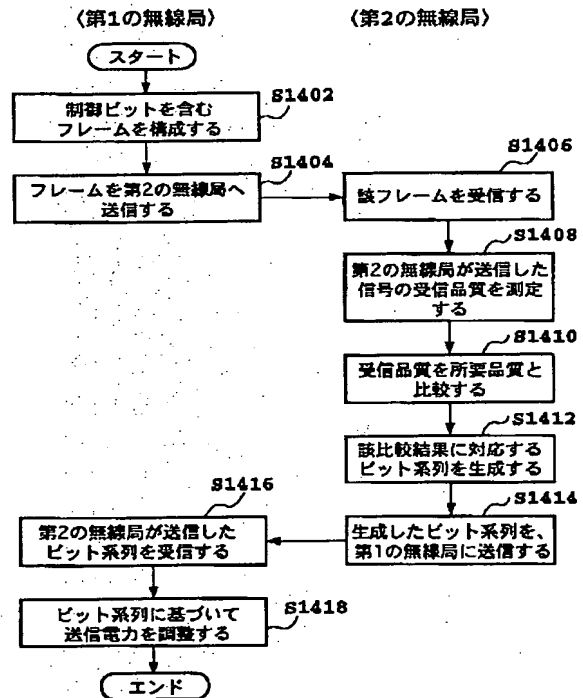 〈第1の無線局〉
〈第2の無線局〉
スタート
S1402
制御ビットを含む
フレームを構成する
S1404
フレームを第2の無線局へ
送信する
S1406
該フレームを受信する
S1408
第2の無線局が送信した
信号の受信品質を測定
する
S1410
受信品質を所要品質と
比較する
S1412
該比較結果に対応する
ビット系列を生成する
S1414
生成したビット系列を、
第1の無線局に送信する
S1416
第2の無線局が送信した
ビット系列を受信する
S1418
ビット系列に基づいて
送信電力を調整する
エンド